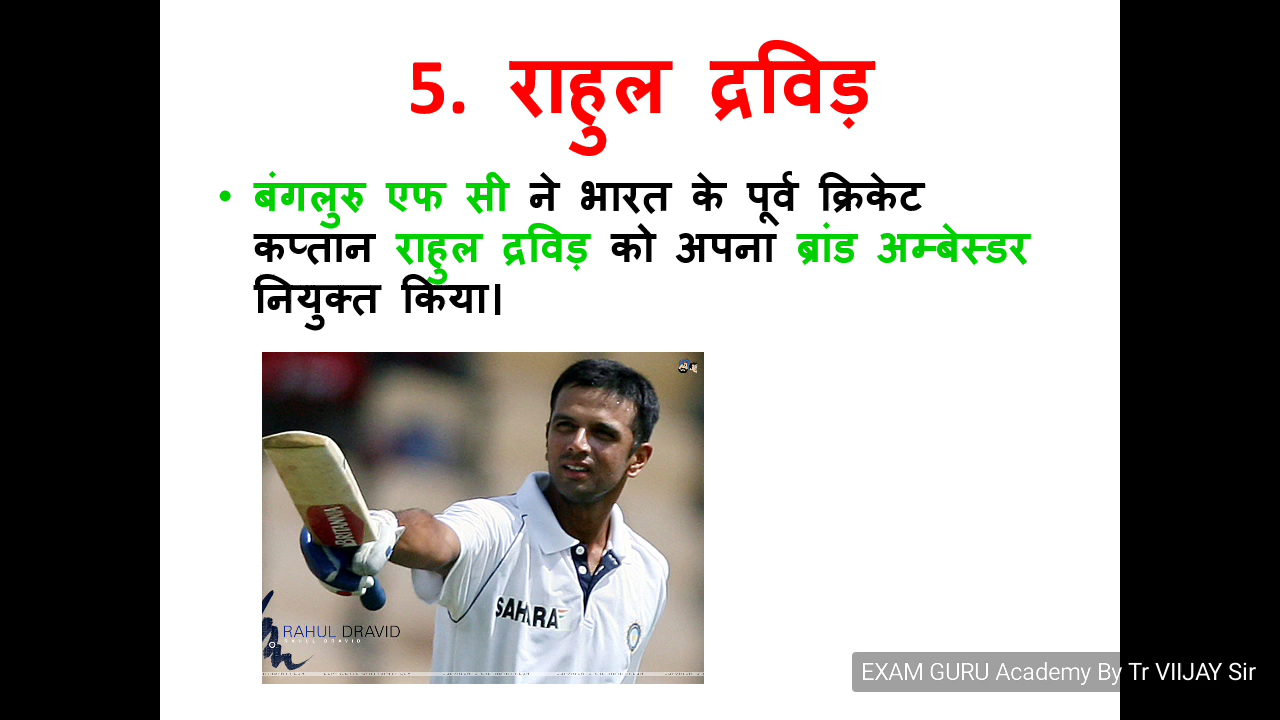 5. राहुल द्रविड़
• बंगलुरु एफ सी ने भारत के पूर्व क्रिकेट
कप्तान राहुल द्रविड़ को अपना ब्रांड अम्बेस्डर
नियुक्त किया।
BRITANNIA
SAHARA
RAHUL DRAVID
EXAM GURU Academy By Tr VIIJAY Sir